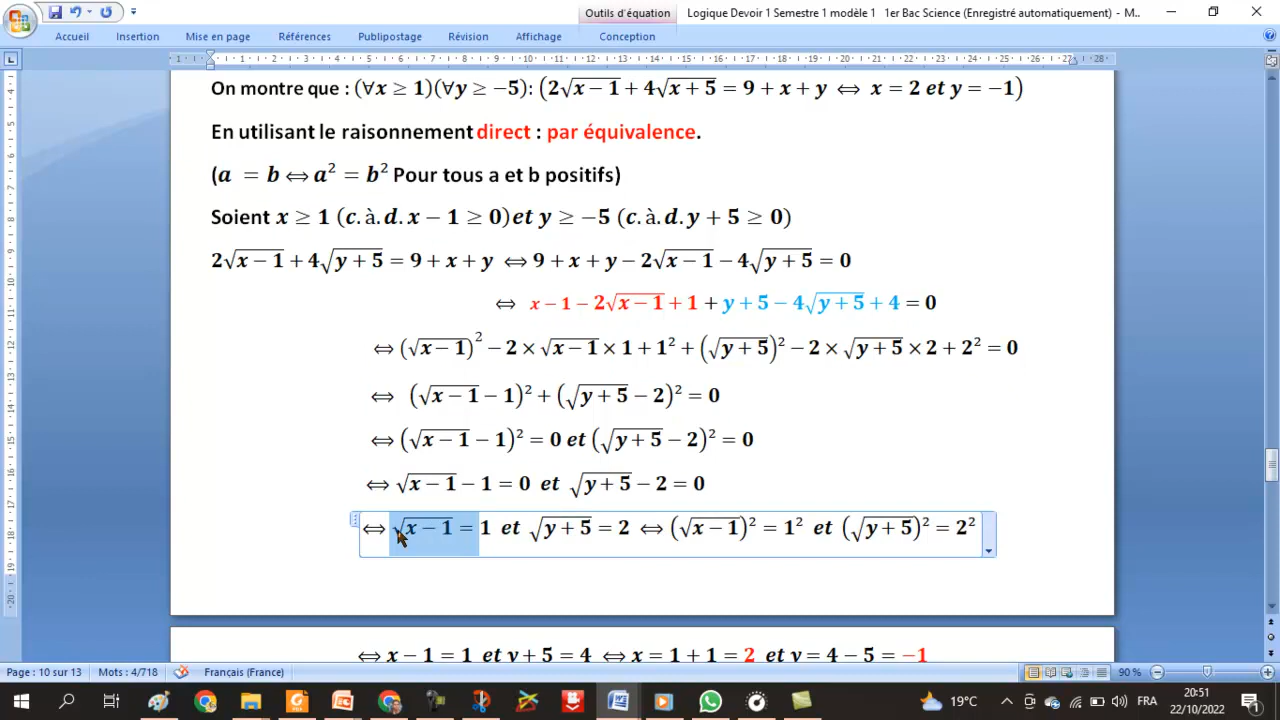 Outils d'équation
Logique Devoir 1 Semestre 1 modèle 1 - 1er Bac Science (Enregistré automatiquement) - M...
Accueil Insertion Mise en page Références Publipostage Révision Affichage Conception
On montre que : (∀x ≥ 1)(∀y ≥ −5): (2√(x−1) + 4√(x+5) = 9 + x + y ⇔ x = 2 et y = −1)
En utilisant le raisonnement direct : par équivalence.
(a = b ⇔ a² = b² Pour tous a et b positifs)
Soient x ≥ 1 (c. à. d. x − 1 ≥ 0) et y ≥ −5 (c. à. d. y + 5 ≥ 0)
2√(x−1) + 4√(y+5) = 9 + x + y ⇔ 9 + x + y − 2√(x−1) − 4√(y+5) = 0
⇔ x − 1 − 2√(x−1) + 1 + y + 5 − 4√(y+5) + 4 = 0
⇔ (√(x−1))² − 2 × √(x−1) × 1 + 1² + (√(y+5))² − 2 × √(y+5) × 2 + 2² = 0
⇔ (√(x−1) − 1)² + (√(y+5) − 2)² = 0
⇔ (√(x−1) − 1)² = 0 et (√(y+5) − 2)² = 0
⇔ √(x−1) − 1 = 0 et √(y+5) − 2 = 0
⇔ √(x−1) = 1 et √(y+5) = 2 ⇔ (√(x−1))² = 1² et (√(y+5))² = 2²
⇔ x − 1 = 1 et y + 5 = 4 ⇔ x = 1 + 1 = 2 et y = 4 − 5 = −1
Page : 10 sur 13 Mots : 4/718 Français (France) 90 %
19°C FRA 20:51
22/10/2022